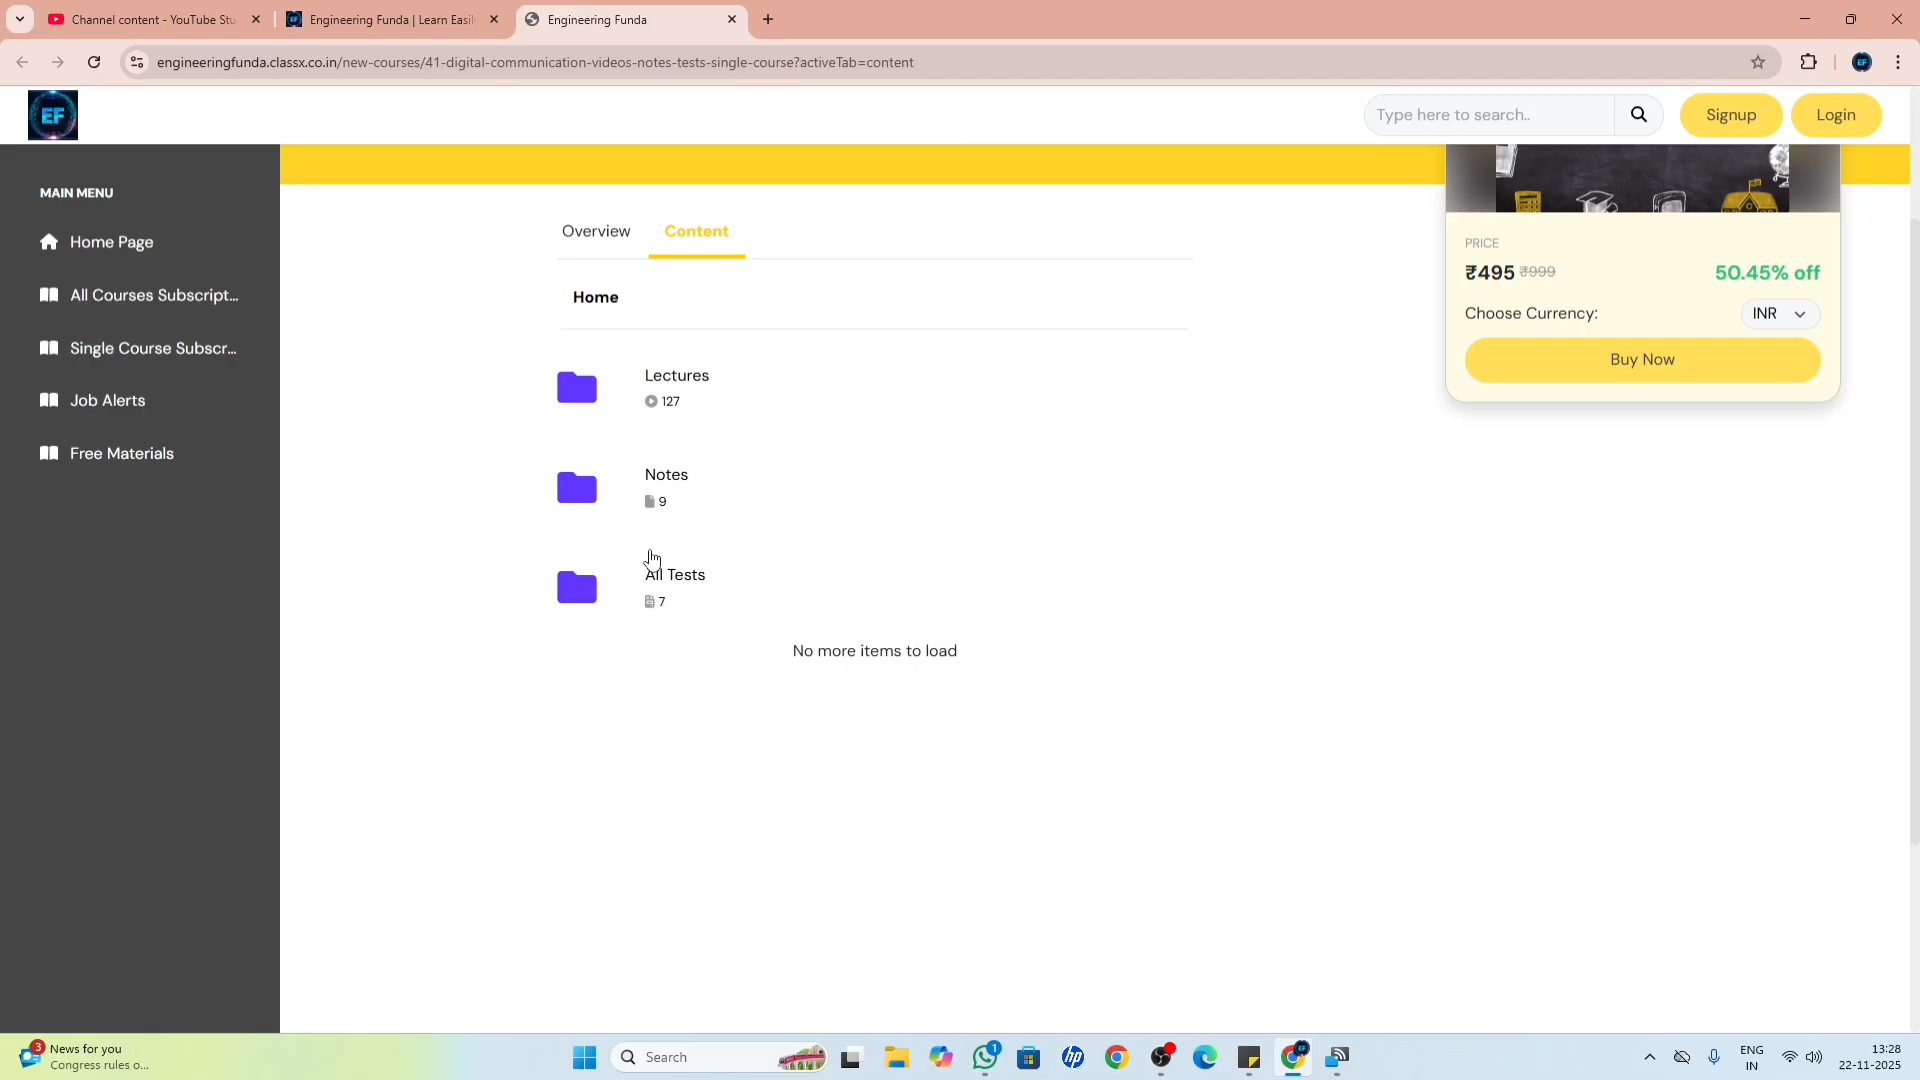 Channel content - YouTube Stu
Engineering Funda | Learn Easil
Engineering Funda
engineeringfunda.classx.co.in/new-courses/41-digital-communication-videos-notes-tests-single-course?activeTab=content
EF
EF
Type here to search..
Signup
Login
MAIN MENU
Home Page
All Courses Subscript...
Single Course Subscr...
Job Alerts
Free Materials
Overview
Content
Home
Lectures
127
Notes
9
All Tests
7
No more items to load
PRICE
₹495 ₹999
50.45% off
Choose Currency:
INR
Buy Now
3
News for you
Congress rules o...
Search
1
hp
EF
ENG
IN
13:28
22-11-2025